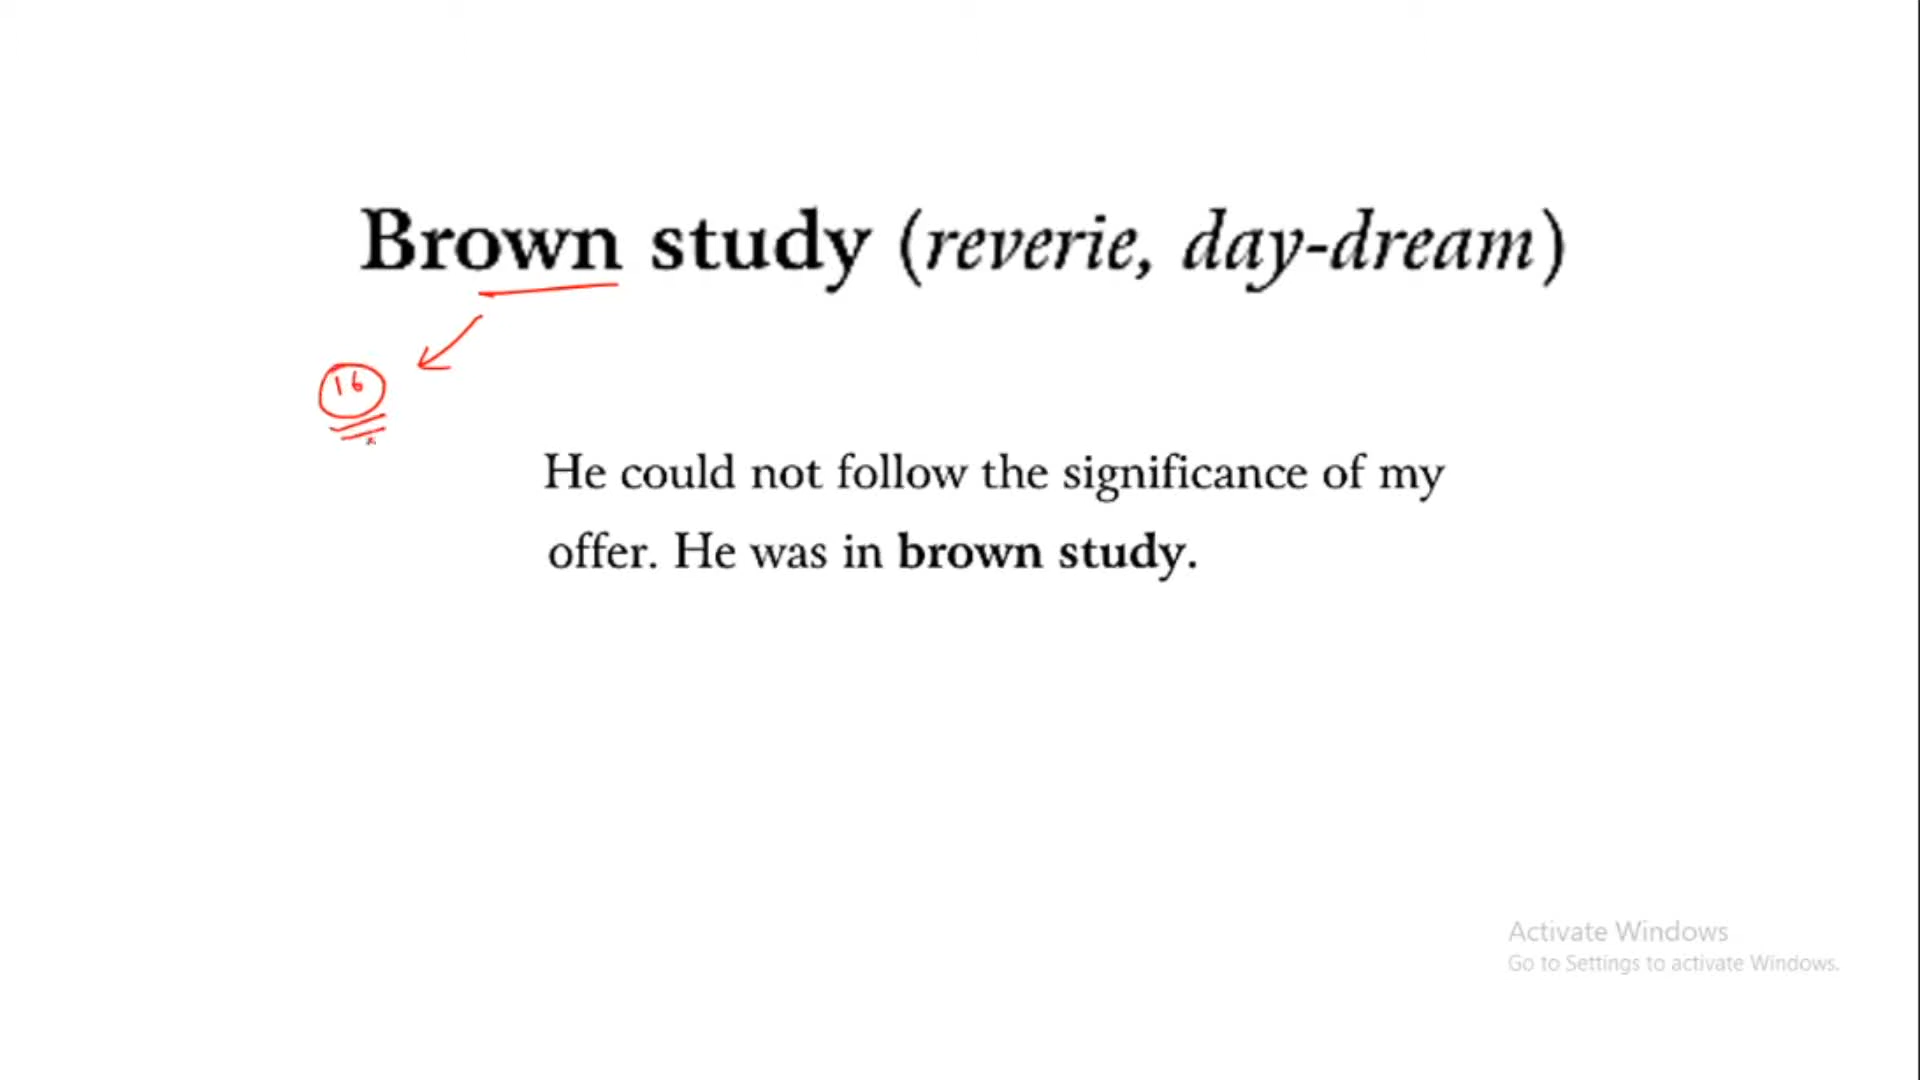 Brown study (reverie, day-dream)
16
He could not follow the significance of my
offer. He was in brown study.
Activate Windows
Go to Settings to activate Windows.